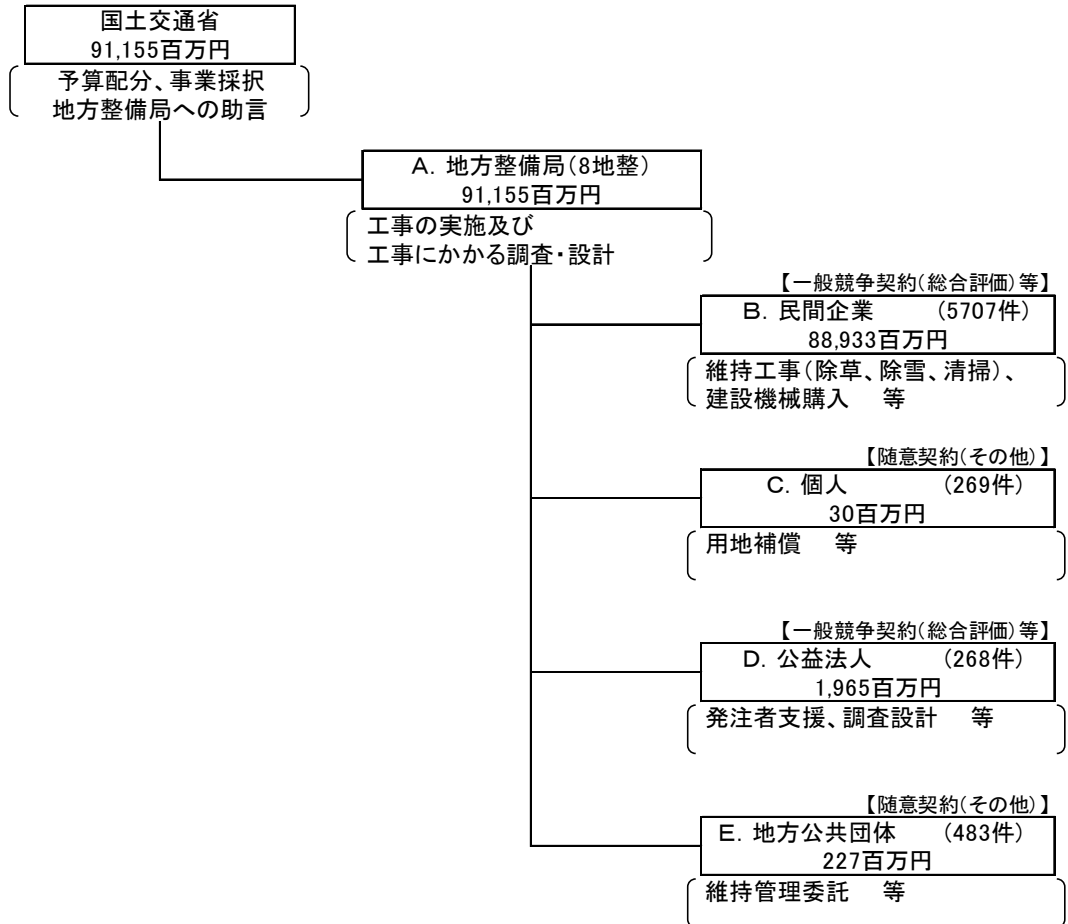 国土交通省
91,155百万円
予算配分、事業採択
地方整備局への助言
A．地方整備局（8地整）
91,155百万円
工事の実施及び
工事にかかる調査・設計
【一般競争契約（総合評価）等】
B．民間企業　　（5707件）
88,933百万円
維持工事（除草、除雪、清掃）、
建設機械購入　等
【随意契約（その他）】
C．個人　　　（269件）
30百万円
用地補償　等
【一般競争契約（総合評価）等】
D．公益法人　　（268件）
1,965百万円
発注者支援、調査設計　等
【随意契約（その他）】
E．地方公共団体　（483件）
227百万円
維持管理委託　等